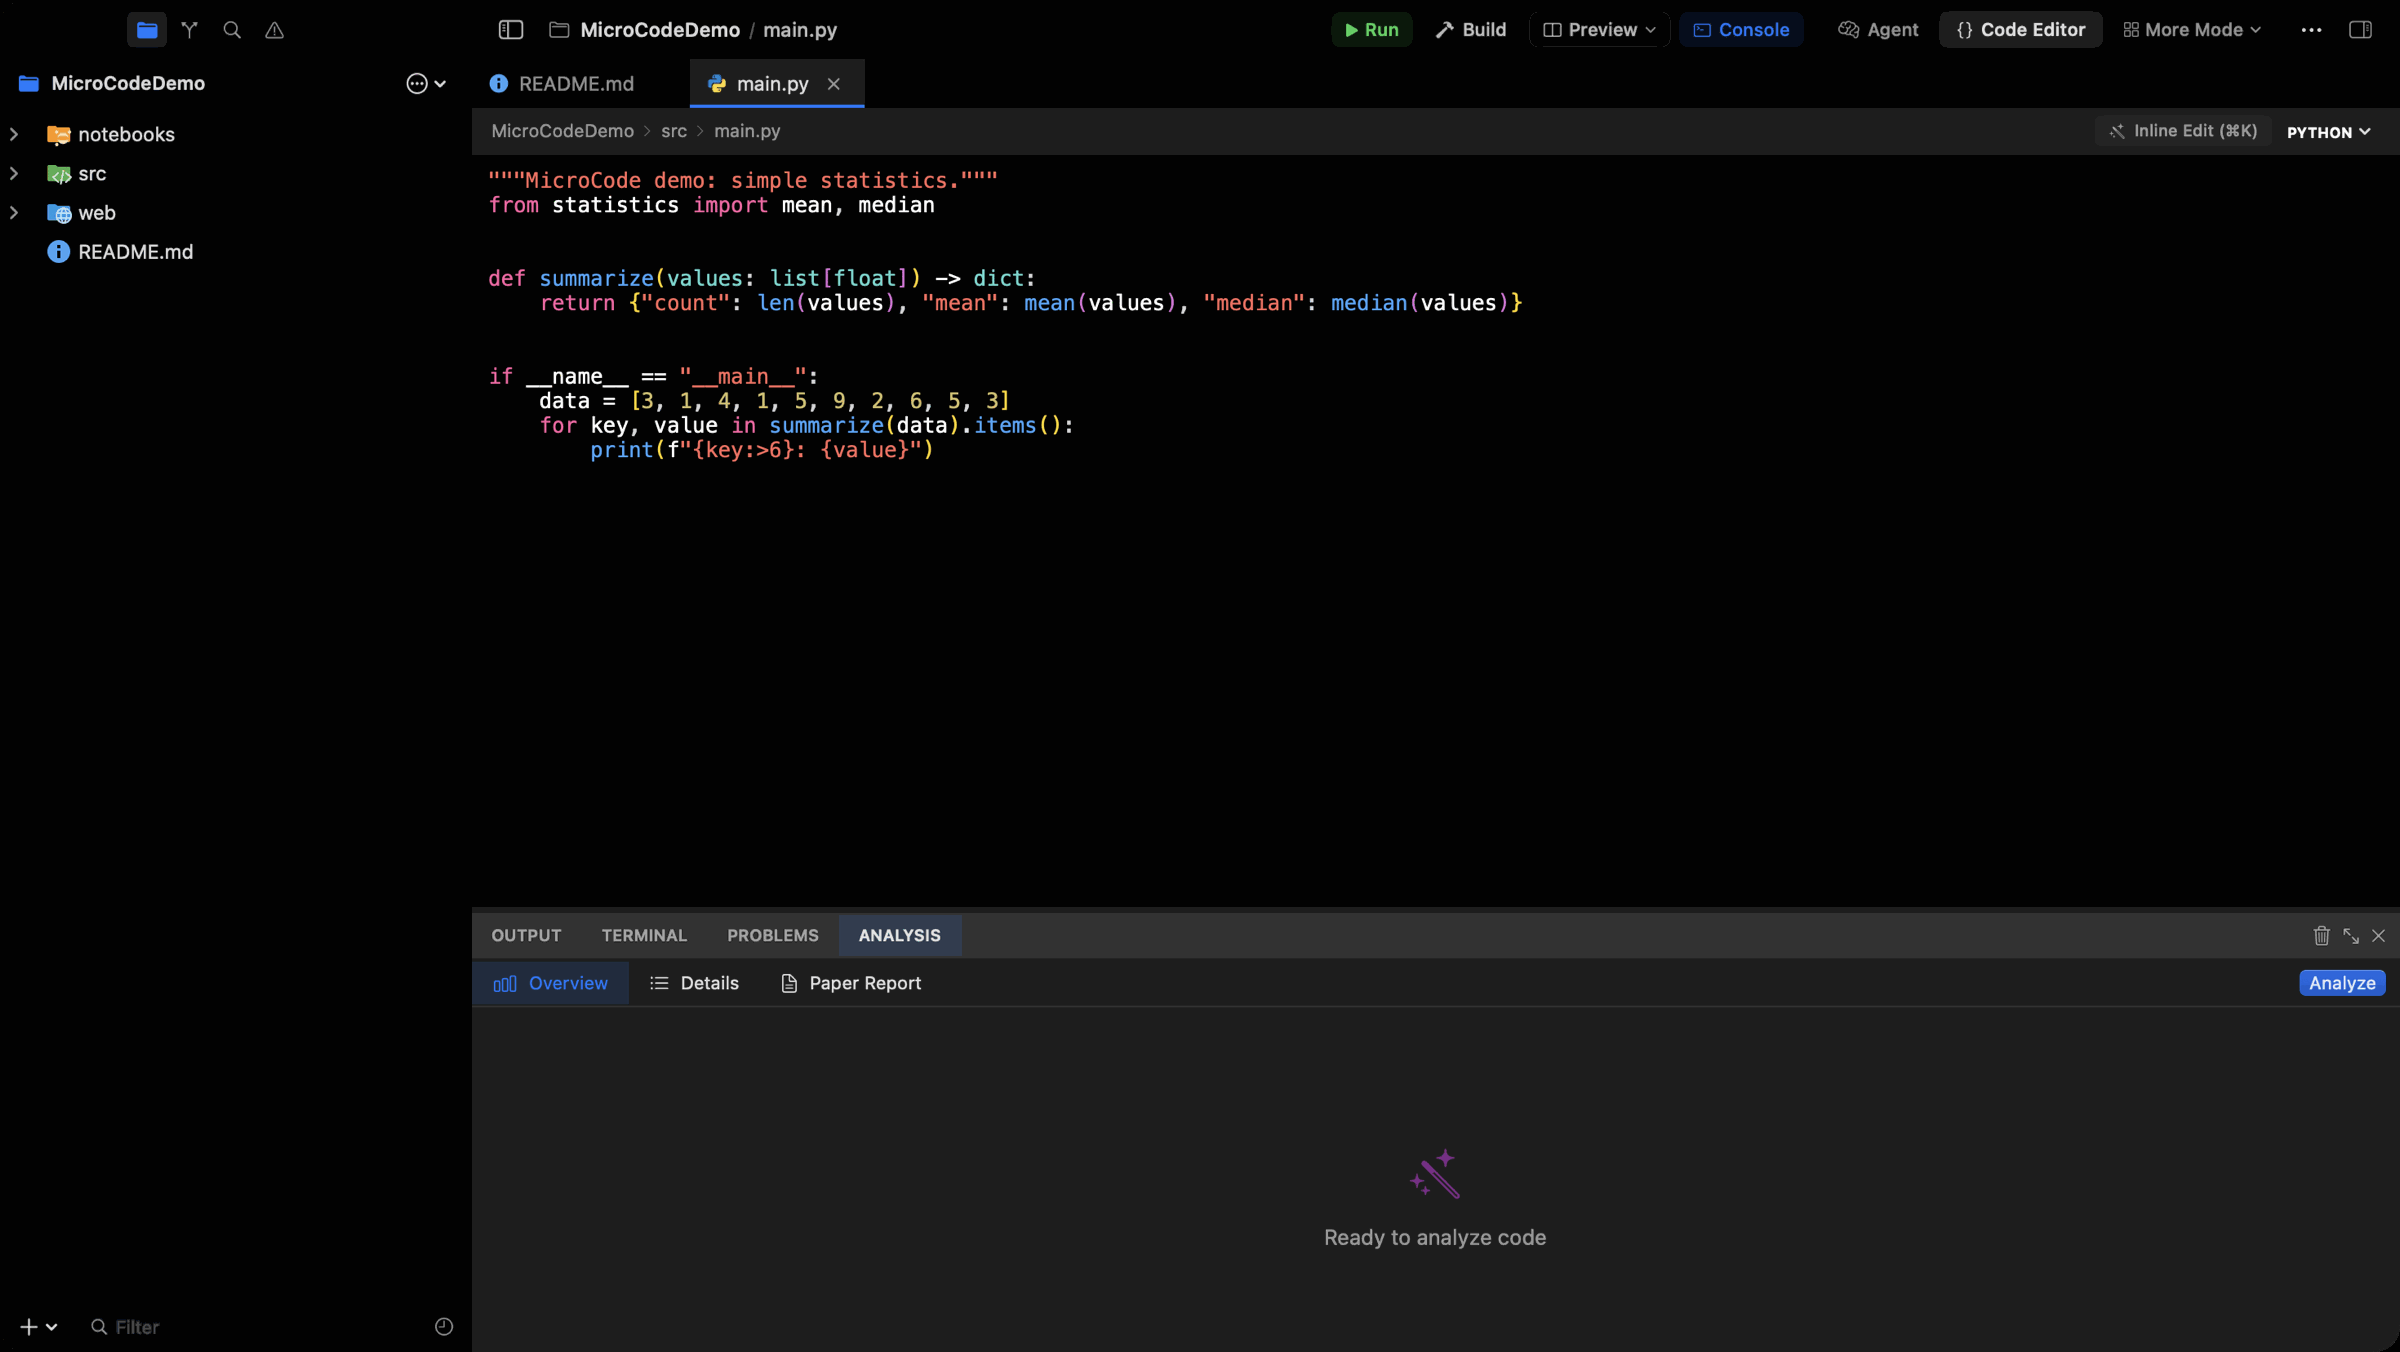 MicroCodeDemo / main.py
Run
Build
Preview
Console
Agent
{} Code Editor
More Mode
MicroCodeDemo
notebooks
src
web
README.md
README.md
main.py
MicroCodeDemo > src > main.py
Inline Edit (⌘K)
PYTHON
"""MicroCode demo: simple statistics."""
from statistics import mean, median
def summarize(values: list[float]) -> dict:
    return {"count": len(values), "mean": mean(values), "median": median(values)}
if __name__ == "__main__":
    data = [3, 1, 4, 1, 5, 9, 2, 6, 5, 3]
    for key, value in summarize(data).items():
        print(f"{key:>6}: {value}")
OUTPUT
TERMINAL
PROBLEMS
ANALYSIS
Overview
Details
Paper Report
Analyze
Ready to analyze code
Filter